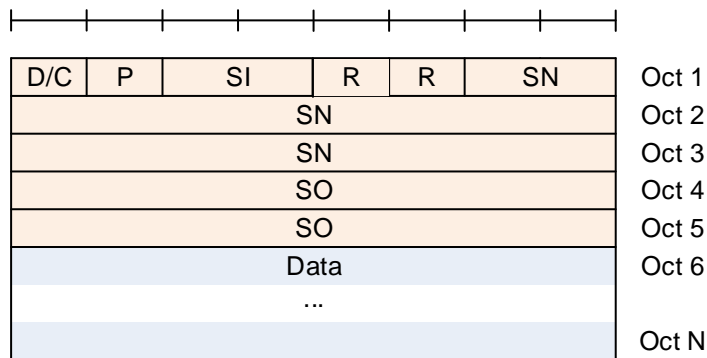 D/C P SI R R SN Oct 1
SN Oct 2
SN Oct 3
SO Oct 4
SO Oct 5
Data Oct 6
...
Oct N